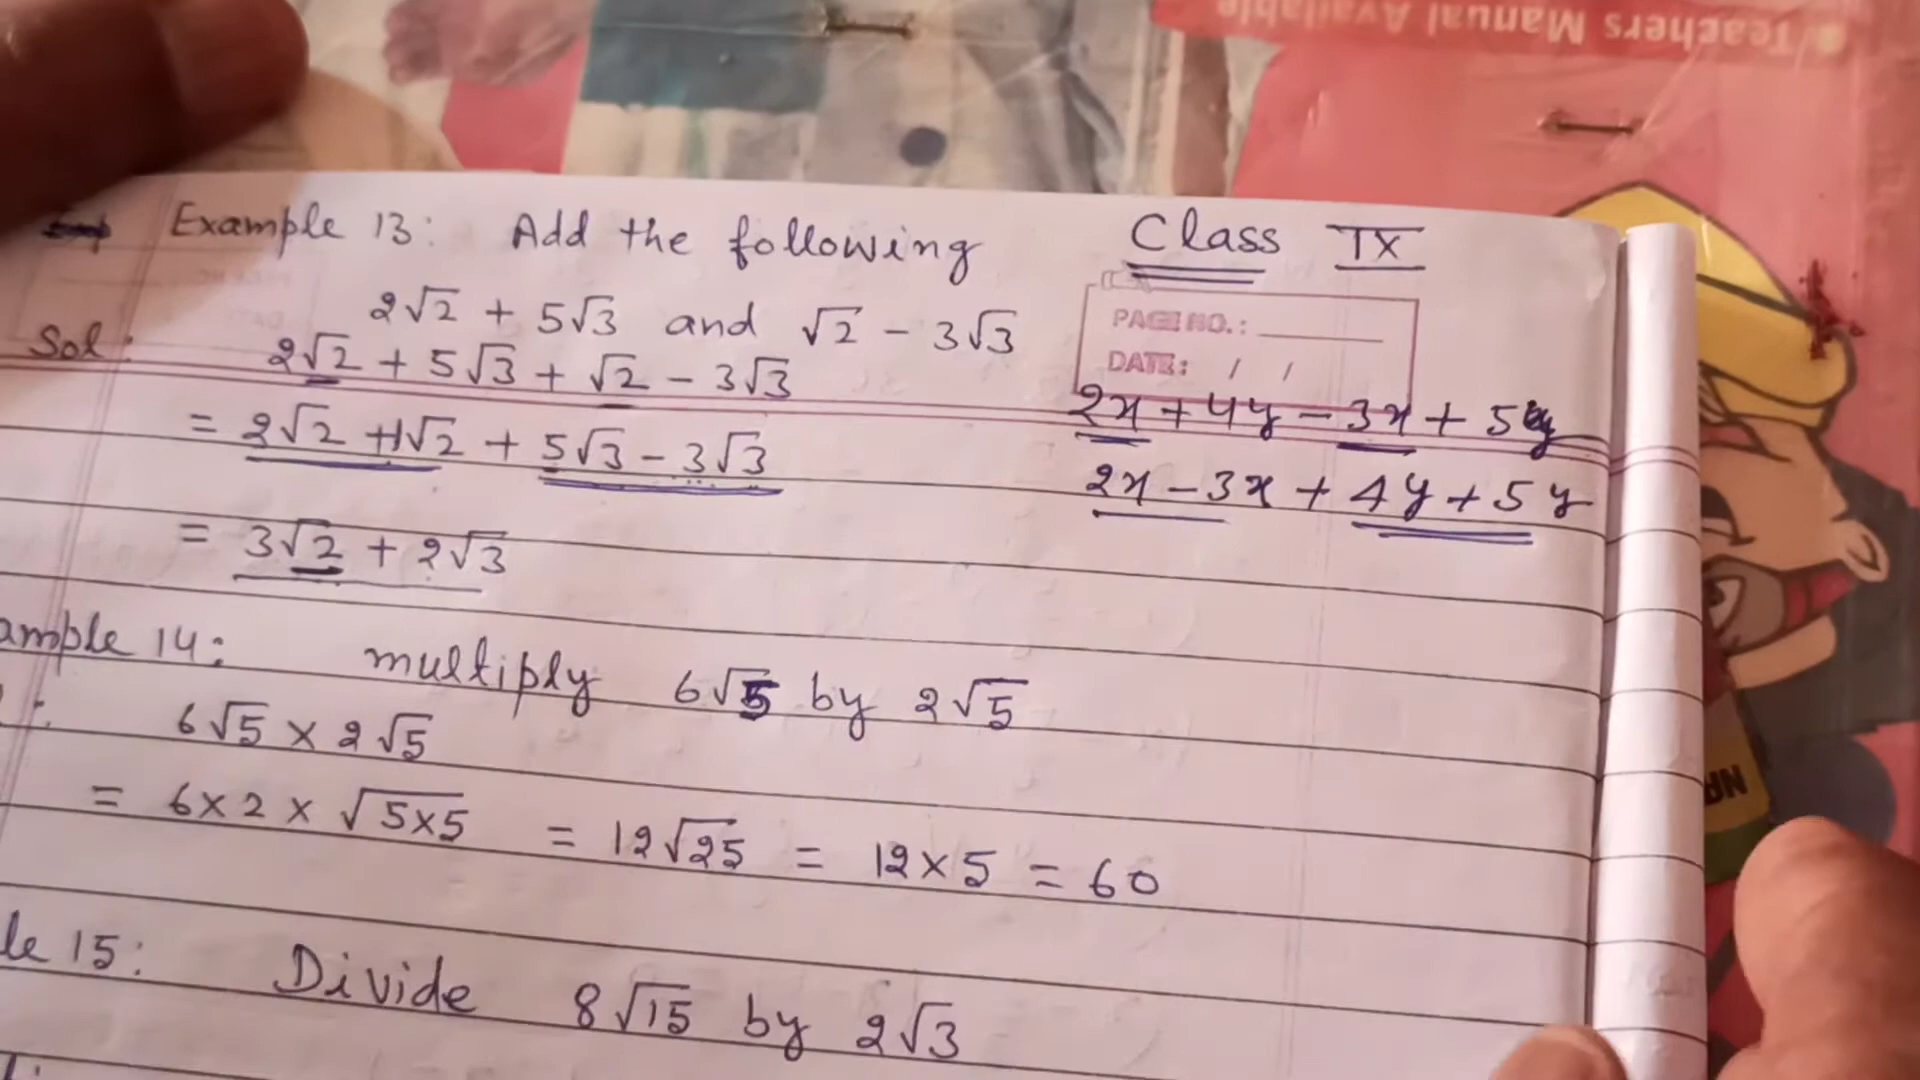 Teachers Manual Available
Example 13: Add the following
Class IX
2√2 + 5√3 and √2 - 3√3
PAGE NO.:
DATE: / /
Sol: 2√2 + 5√3 + √2 - 3√3
2x + 4y - 3x + 5y
= 2√2 + 1√2 + 5√3 - 3√3
2x - 3x + 4y + 5y
= 3√2 + 2√3
ample 14: multiply 6√5 by 2√5
6√5 × 2√5
= 6×2 × √5×5 = 12√25 = 12×5 = 60
le 15: Divide 8√15 by 2√3